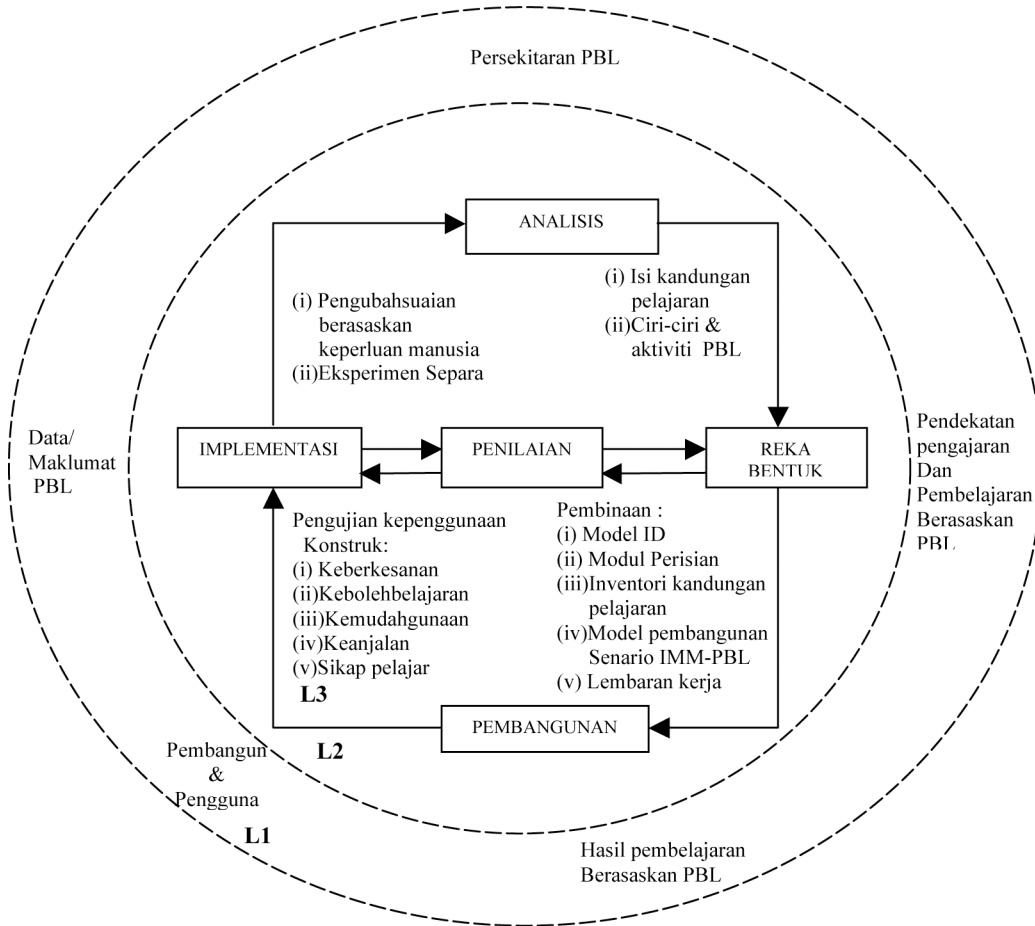 Persekitaran PBL
ANALISIS
(i) Pengubahsuaian
berasaskan
keperluan manusia
(ii)Eksperimen Separa
(i) Isi kandungan
pelajaran
(ii)Ciri-ciri &
aktiviti PBL
Data/
Maklumat
PBL
IMPLEMENTASI
PENILAIAN
REKA
BENTUK
Pendekatan
pengajaran
Dan
Pembelajaran
Berasaskan
PBL
Pengujian kepenggunaan
Konstruk:
(i) Keberkesanan
(ii)Kebolehbelajaran
(iii)Kemudahgunaan
(iv)Keanjalan
(v)Sikap pelajar
L3
Pembinaan :
(i) Model ID
(ii) Modul Perisian
(iii)Inventori kandungan
pelajaran
(iv)Model pembangunan
Senario IMM-PBL
(v) Lembaran kerja
PEMBANGUNAN
L2
Pembangun
&
Pengguna
L1
Hasil pembelajaran
Berasaskan PBL